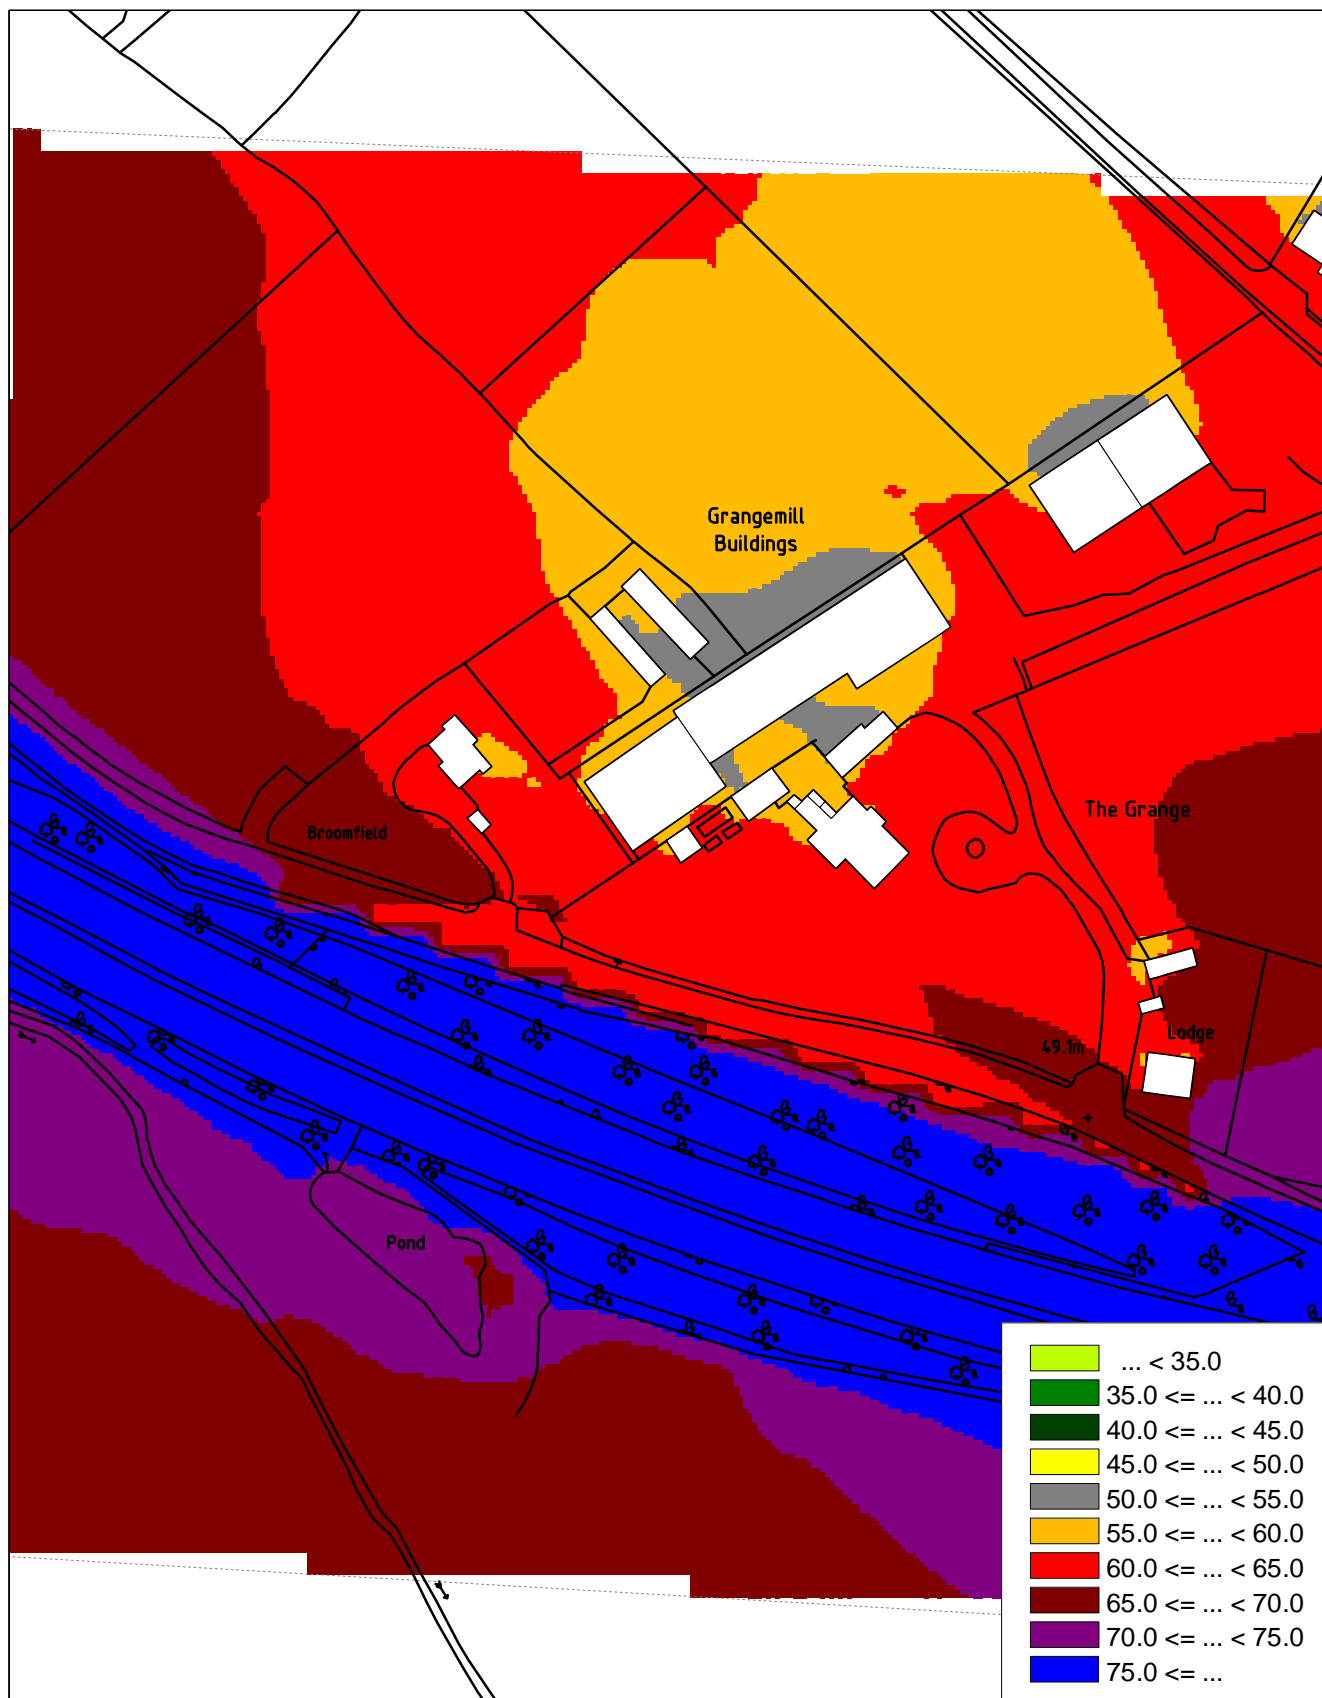 Grangemill
Buildings
The Grange
Broomfield
Lodge
49.1m
Pond
... < 35.0
35.0 <= ... < 40.0
40.0 <= ... < 45.0
45.0 <= ... < 50.0
50.0 <= ... < 55.0
55.0 <= ... < 60.0
60.0 <= ... < 65.0
65.0 <= ... < 70.0
70.0 <= ... < 75.0
75.0 <= ...